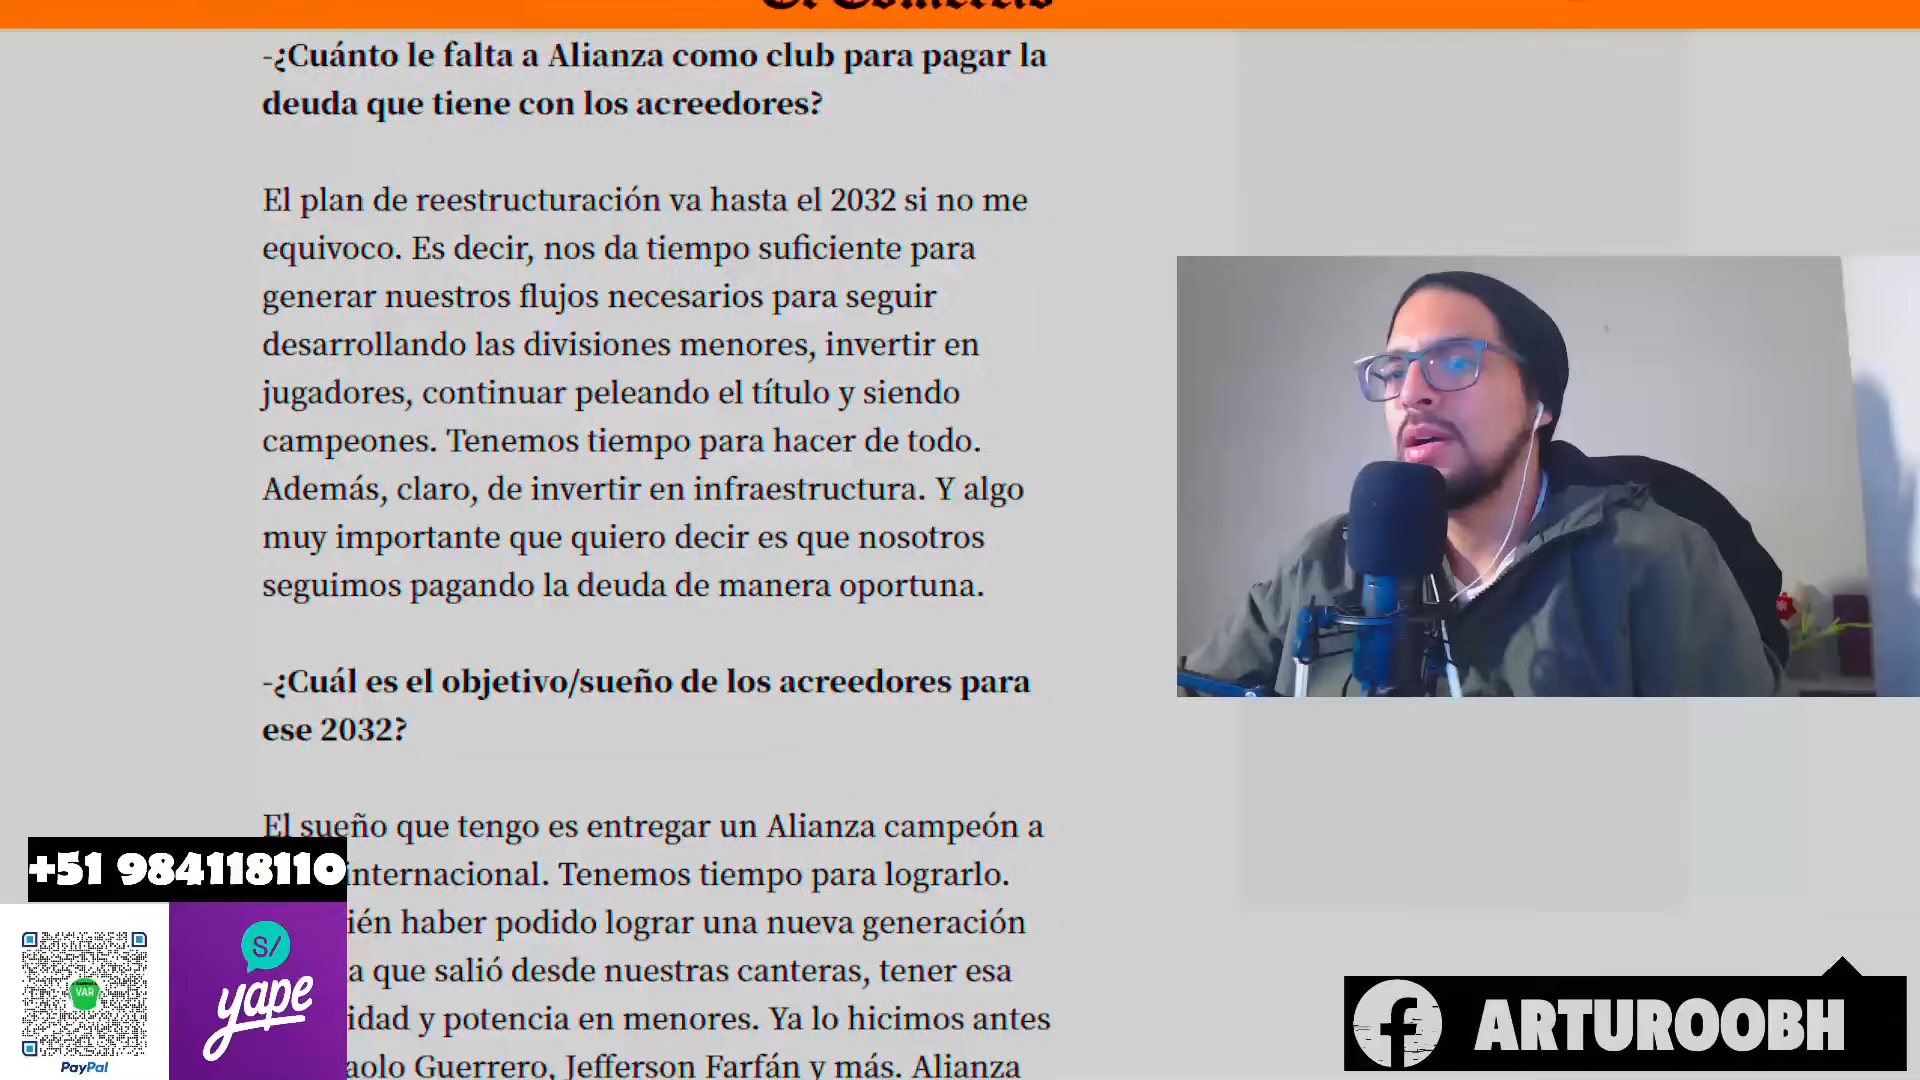 El Comercio
-¿Cuánto le falta a Alianza como club para pagar la
deuda que tiene con los acreedores?
El plan de reestructuración va hasta el 2032 si no me
equivoco. Es decir, nos da tiempo suficiente para
generar nuestros flujos necesarios para seguir
desarrollando las divisiones menores, invertir en
jugadores, continuar peleando el título y siendo
campeones. Tenemos tiempo para hacer de todo.
Además, claro, de invertir en infraestructura. Y algo
muy importante que quiero decir es que nosotros
seguimos pagando la deuda de manera oportuna.
-¿Cuál es el objetivo/sueño de los acreedores para
ese 2032?
El sueño que tengo es entregar un Alianza campeón a
internacional. Tenemos tiempo para lograrlo.
ién haber podido lograr una nueva generación
a que salió desde nuestras canteras, tener esa
idad y potencia en menores. Ya lo hicimos antes
aolo Guerrero, Jefferson Farfán y más. Alianza
+51 984118110
VAR
PayPal
S/
yape
ARTUROOBH